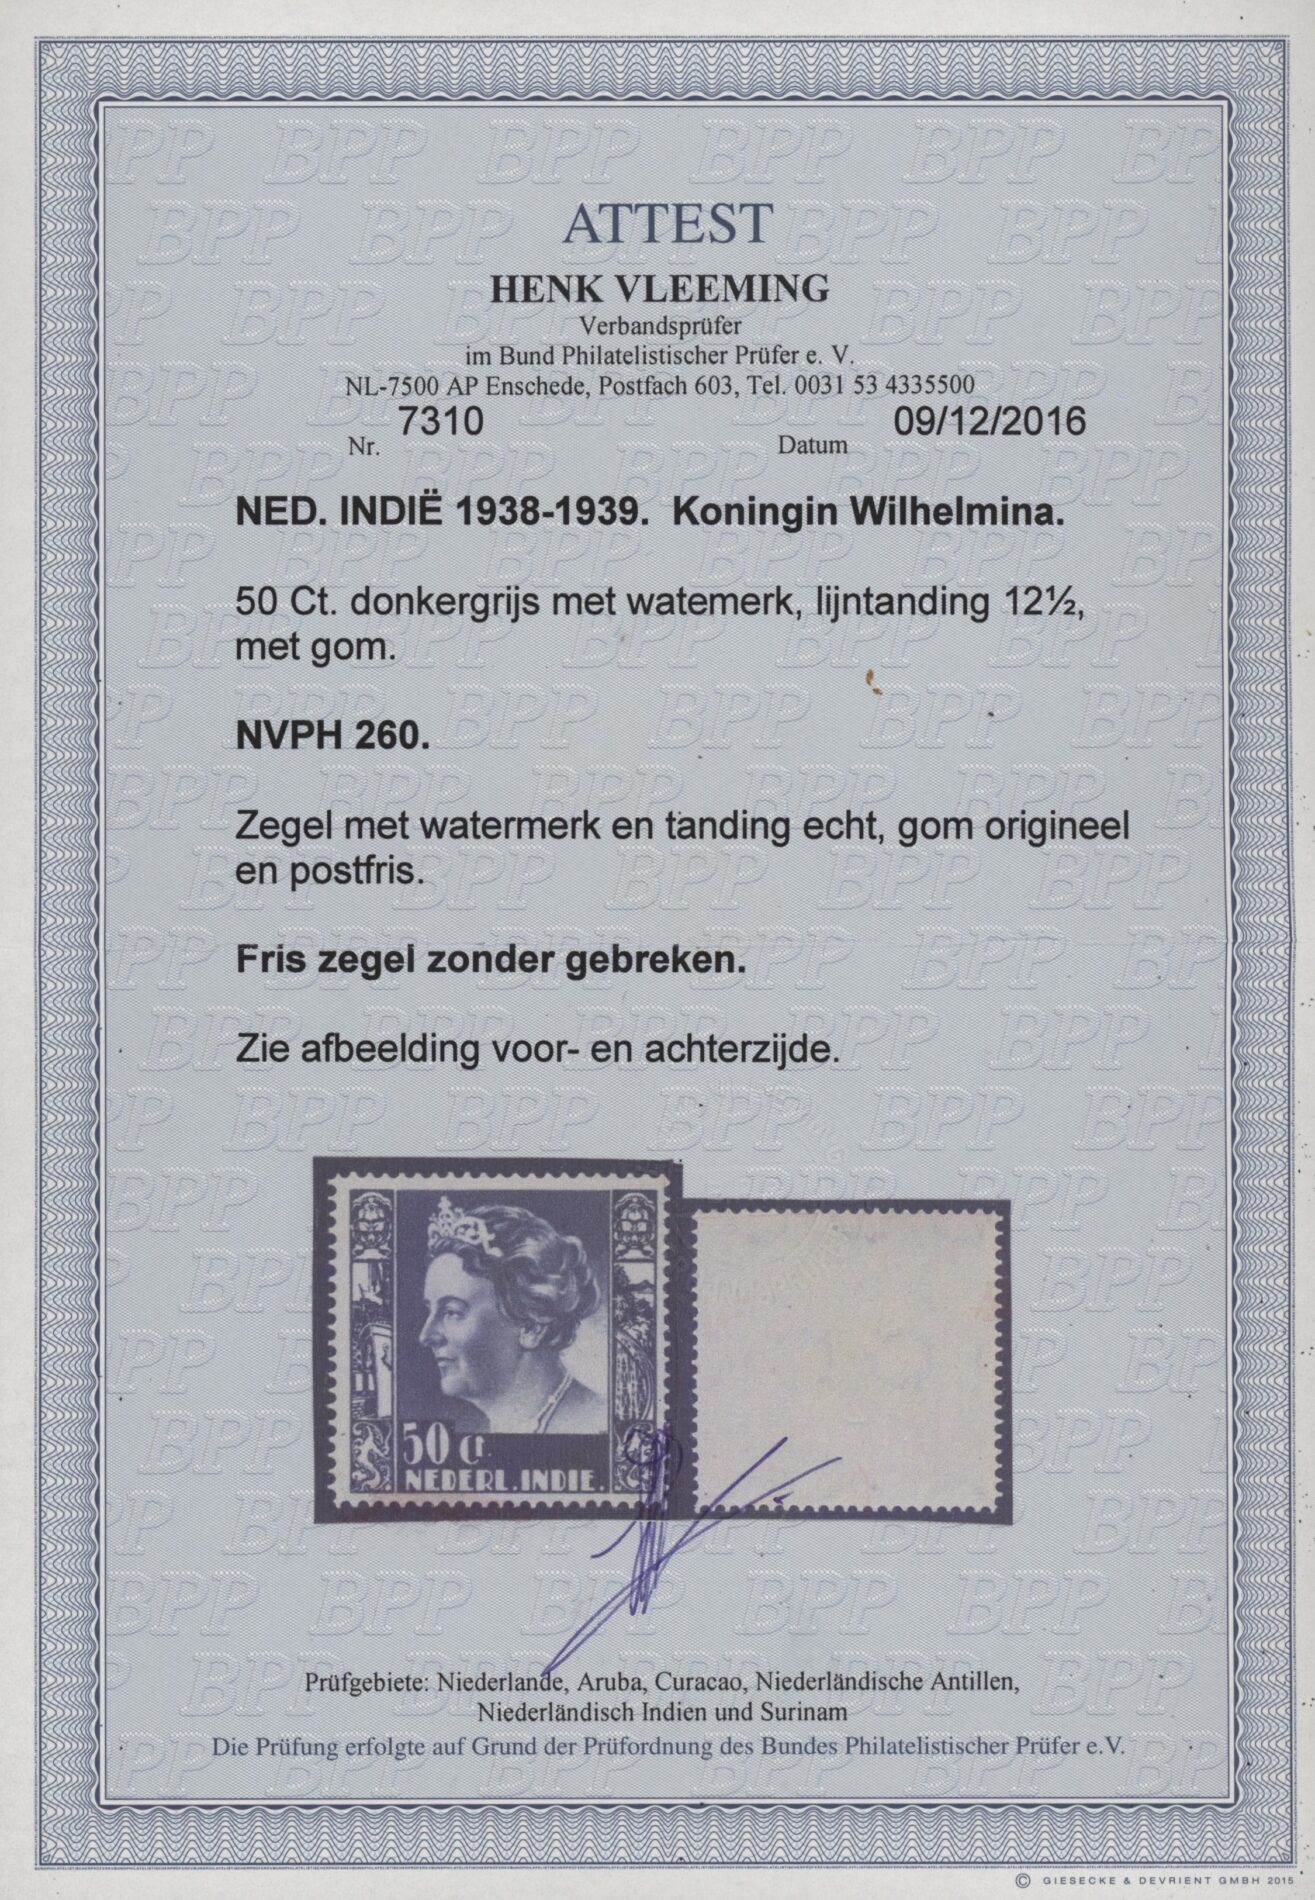 ATTEST
HENK VLEEMING
Verbandsprüfer
im Bund Philatelistischer Prüfer e. V.
NL-7500 AP Enschede, Postfach 603, Tel. 0031 53 4335500
Nr. 7310 Datum 09/12/2016
NED. INDIË 1938-1939. Koningin Wilhelmina.
50 Ct. donkergrijs met watemerk, lijntanding 12½,
met gom.
NVPH 260.
Zegel met watermerk en tanding echt, gom origineel
en postfris.
Fris zegel zonder gebreken.
Zie afbeelding voor- en achterzijde.
50 Ct.
NEDERL. INDIE.
Prüfgebiete: Niederlande, Aruba, Curacao, Niederländische Antillen,
Niederländisch Indien und Surinam
Die Prüfung erfolgte auf Grund der Prüfordnung des Bundes Philatelistischer Prüfer e.V.
© GIESECKE & DEVRIENT GMBH 2015